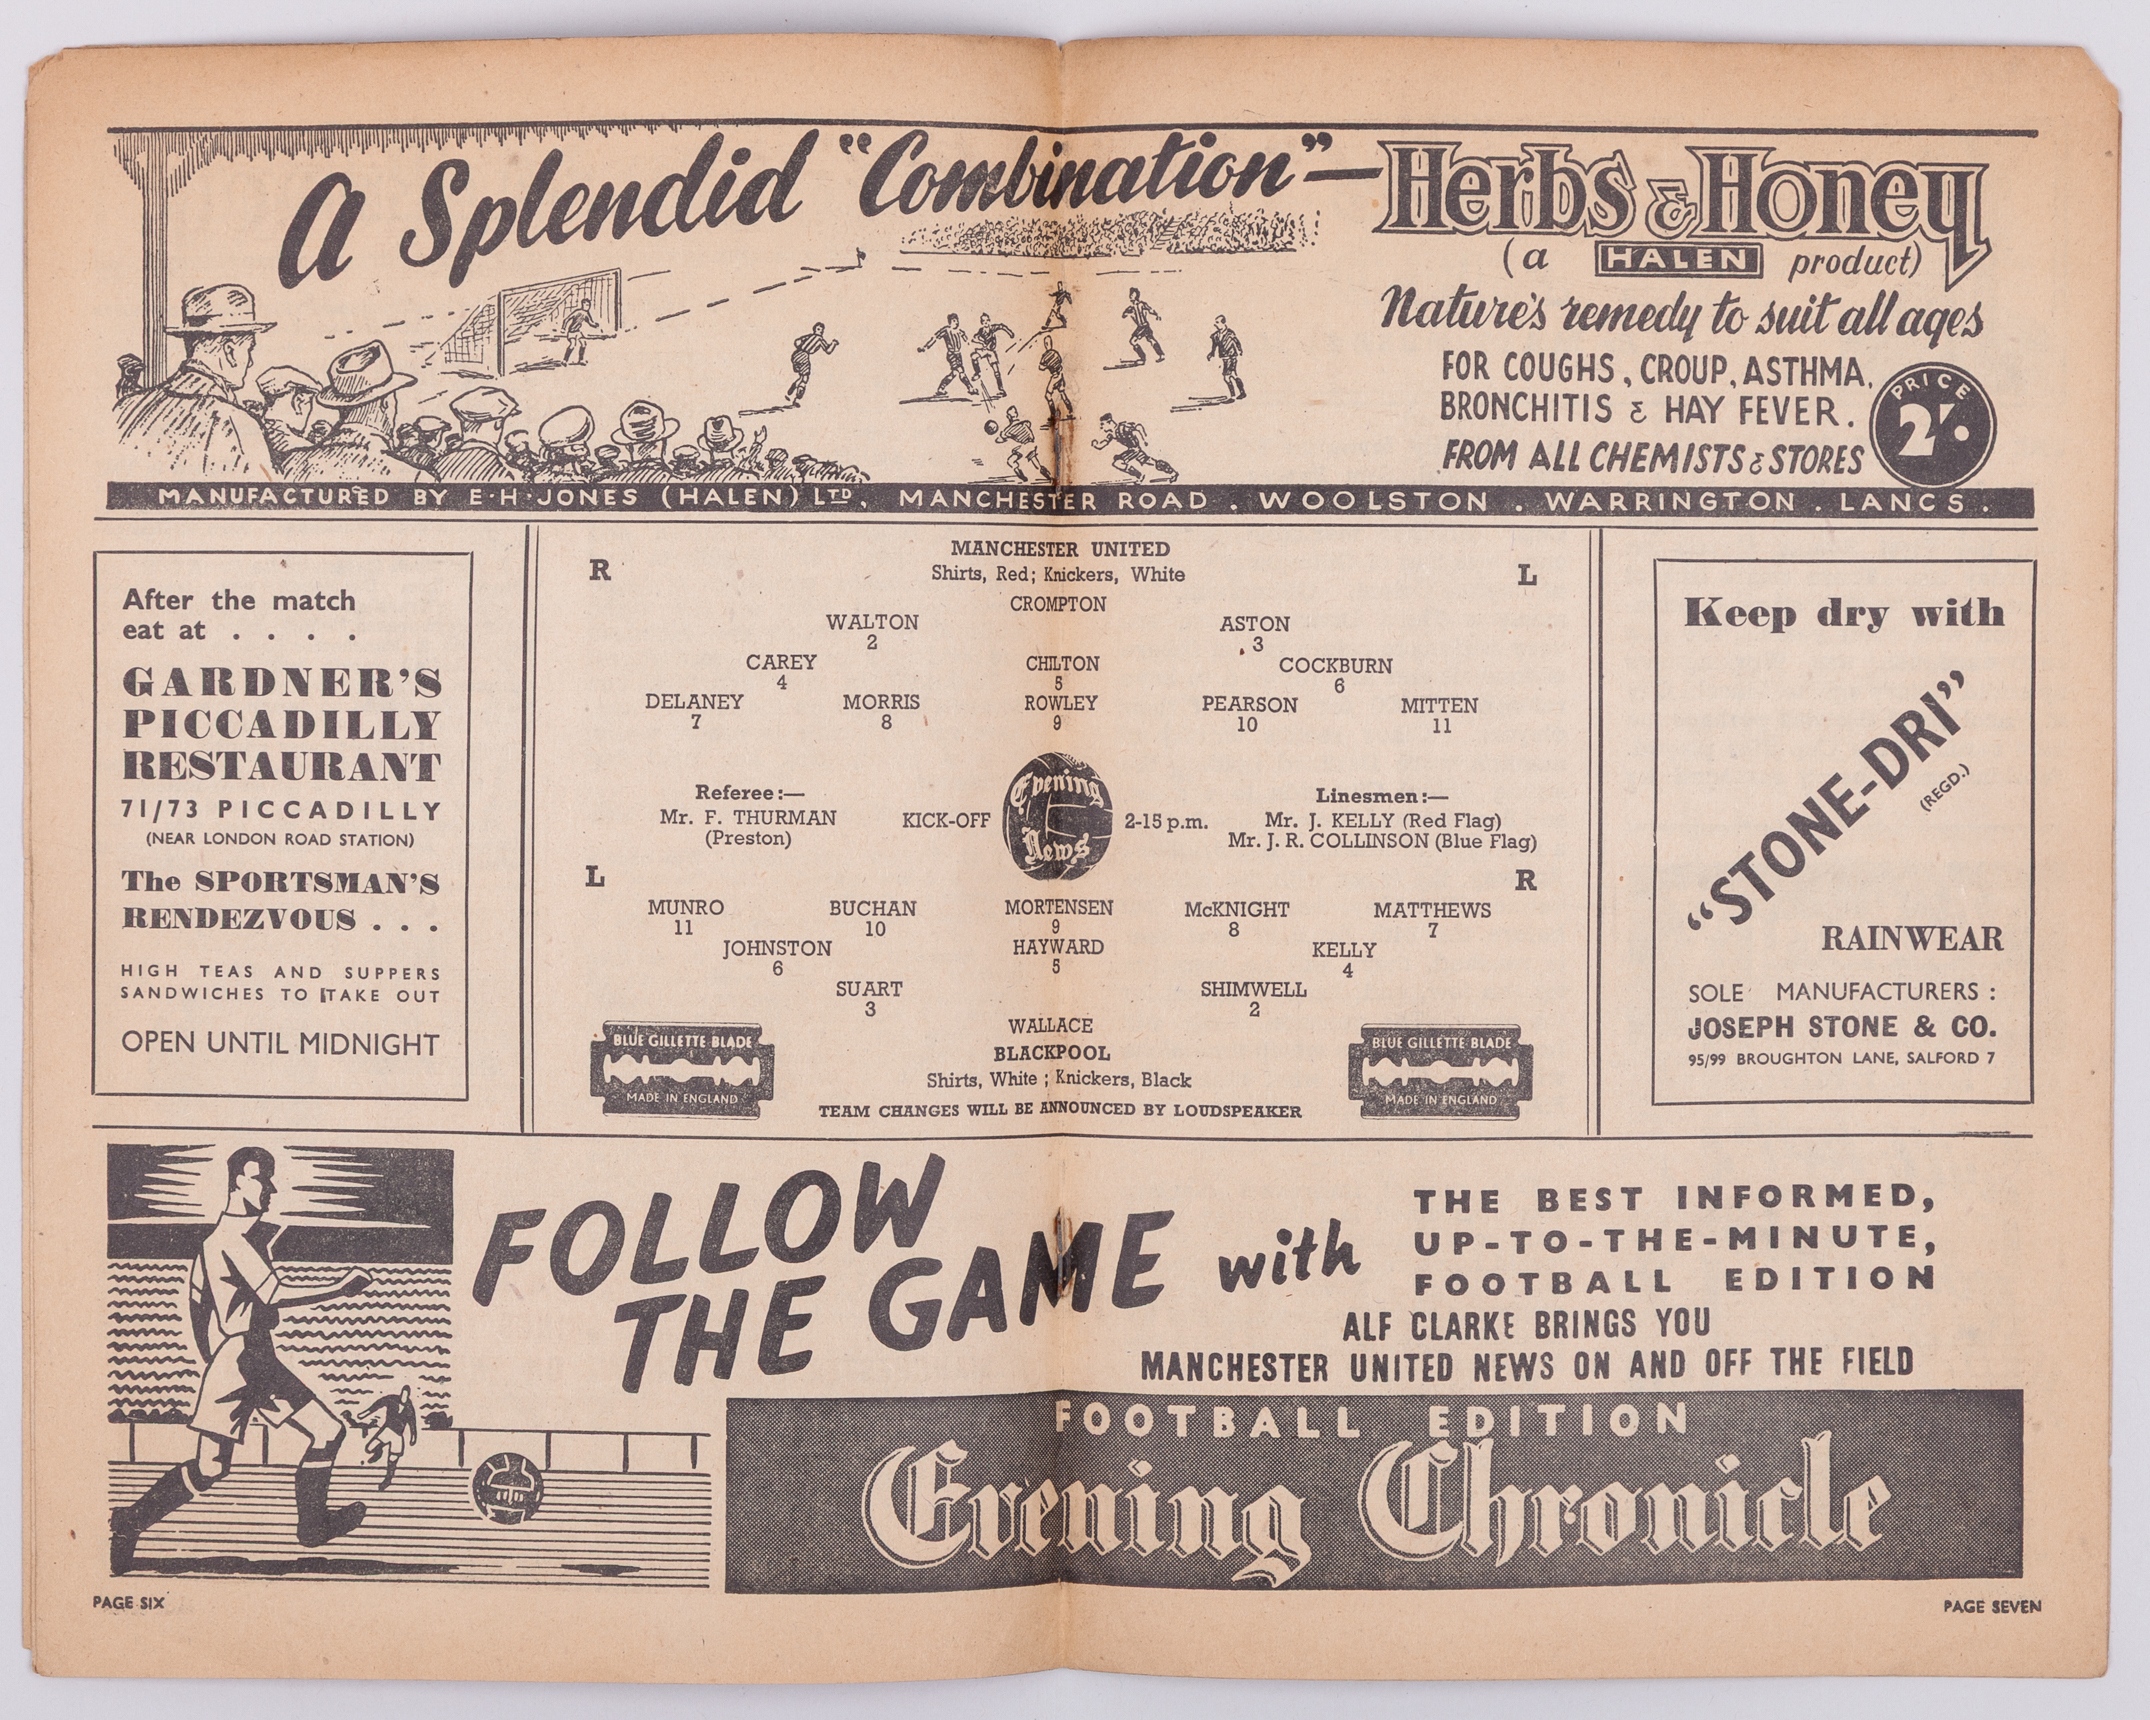 A Splendid "Combination"—Herbs & Honey
(a HALEN product)
Nature's remedy to suit all ages
FOR COUGHS, CROUP, ASTHMA,
BRONCHITIS & HAY FEVER.
FROM ALL CHEMISTS & STORES
PRICE
2/-
MANUFACTURED BY E·H·JONES (HALEN) LTD, MANCHESTER ROAD . WOOLSTON . WARRINGTON . LANCS .
After the match
eat at . . . .
GARDNER'S
PICCADILLY
RESTAURANT
71/73 PICCADILLY
(NEAR LONDON ROAD STATION)
The SPORTSMAN'S
RENDEZVOUS . . .
HIGH TEAS AND SUPPERS
SANDWICHES TO TAKE OUT
OPEN UNTIL MIDNIGHT
MANCHESTER UNITED
R L
Shirts, Red; Knickers, White
CROMPTON
WALTON ASTON
2 3
CAREY CHILTON COCKBURN
4 5 6
DELANEY MORRIS ROWLEY PEARSON MITTEN
7 8 9 10 11
Referee:— Linesmen:—
Mr. F. THURMAN KICK-OFF Evening News 2-15 p.m. Mr. J. KELLY (Red Flag)
(Preston) Mr. J. R. COLLINSON (Blue Flag)
L R
MUNRO BUCHAN MORTENSEN McKNIGHT MATTHEWS
11 10 9 8 7
JOHNSTON HAYWARD KELLY
6 5 4
SUART SHIMWELL
3 2
WALLACE
BLACKPOOL
Shirts, White ; Knickers, Black
TEAM CHANGES WILL BE ANNOUNCED BY LOUDSPEAKER
BLUE GILLETTE BLADE
MADE IN ENGLAND
BLUE GILLETTE BLADE
MADE IN ENGLAND
Keep dry with
"STONE-DRI"
(REGD.)
RAINWEAR
SOLE MANUFACTURERS :
JOSEPH STONE & CO.
95/99 BROUGHTON LANE, SALFORD 7
FOLLOW
THE GAME with
THE BEST INFORMED,
UP-TO-THE-MINUTE,
FOOTBALL EDITION
ALF CLARKE BRINGS YOU
MANCHESTER UNITED NEWS ON AND OFF THE FIELD
FOOTBALL EDITION
Evening Chronicle
PAGE SIX
PAGE SEVEN